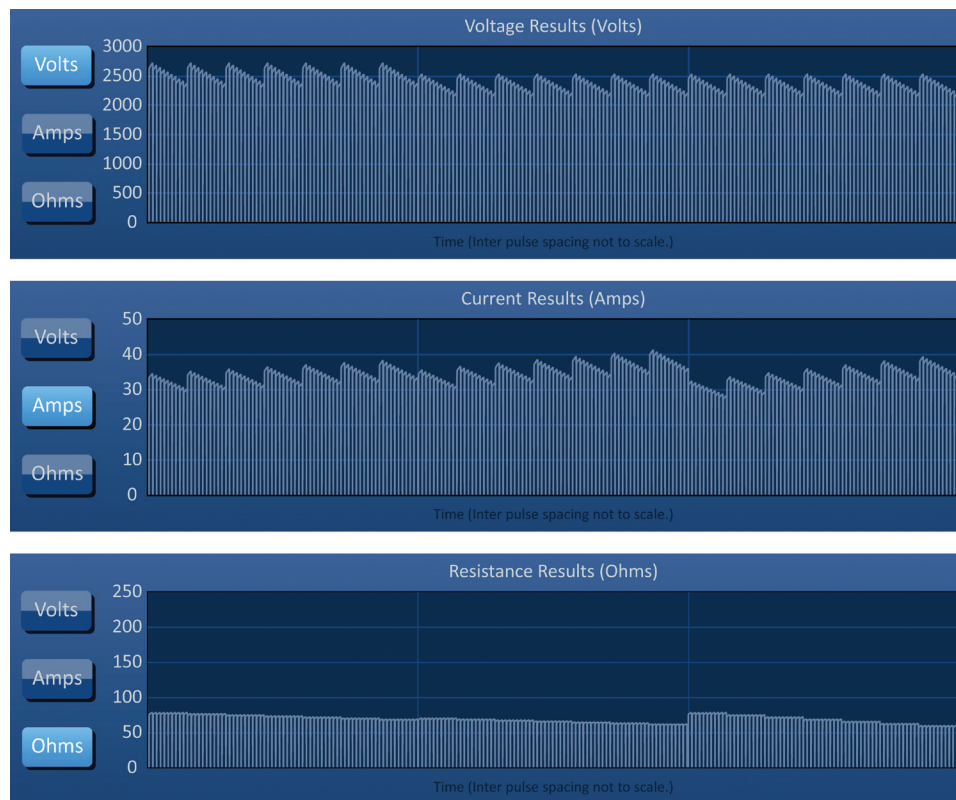 Voltage Results (Volts)
Volts
Amps
Ohms
3000
2500
2000
1500
1000
500
0
Time (Inter pulse spacing not to scale.)
Current Results (Amps)
Volts
Amps
Ohms
50
40
30
20
10
0
Time (Inter pulse spacing not to scale.)
Resistance Results (Ohms)
Volts
Amps
Ohms
250
200
150
100
50
0
Time (Inter pulse spacing not to scale.)